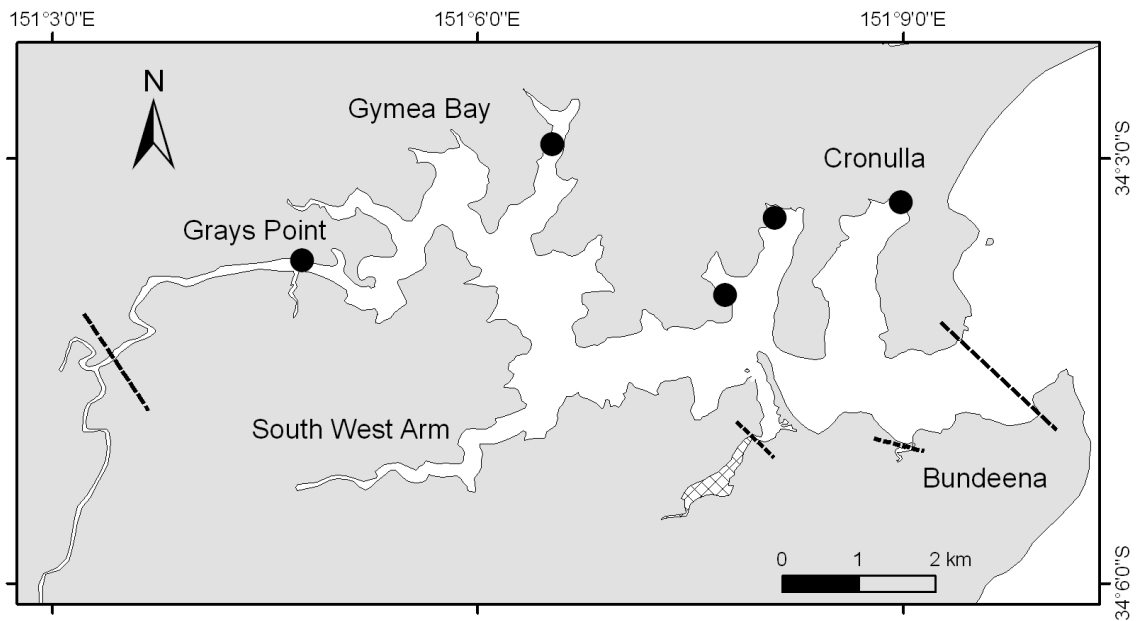 151°3'0"E
151°6'0"E
151°9'0"E
N
Gymea Bay
34°3'0"S
Cronulla
Grays Point
South West Arm
Bundeena
0 1 2 km
34°6'0"S